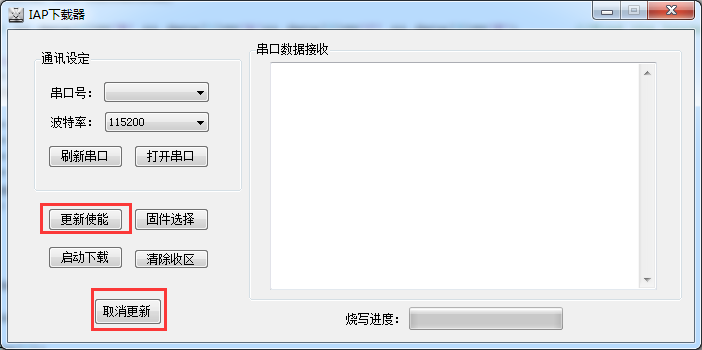 IAP下载器
通讯设定
串口号：
波特率： 115200
刷新串口 打开串口
更新使能 固件选择
启动下载 清除收区
取消更新
串口数据接收
烧写进度：